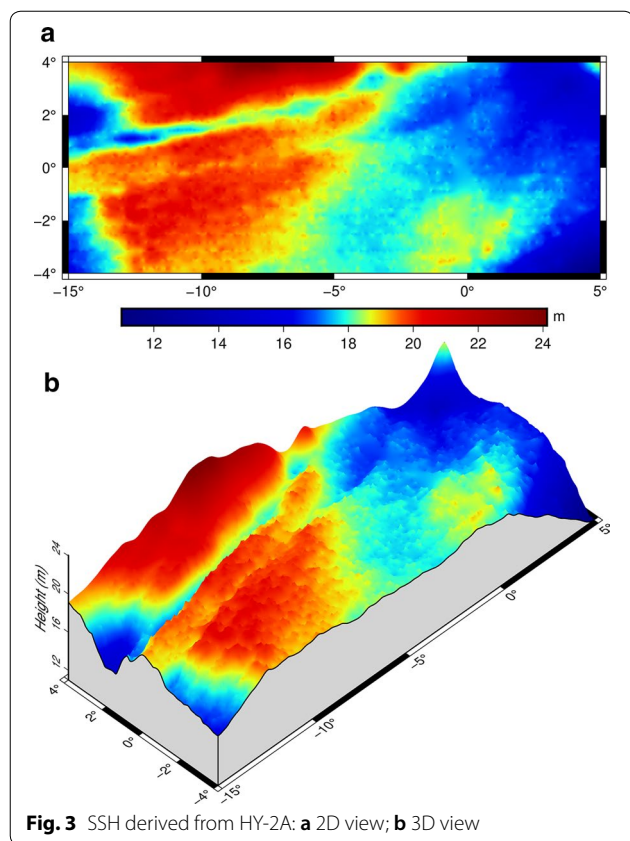 a
4°
2°
0°
−2°
−4°
−15° −10° −5° 0° 5°
m
12 14 16 18 20 22 24
b
Height (m)
24
20
16
12
4°
2°
0°
−2°
−4°
−15°
−10°
−5°
0°
5°
Fig. 3 SSH derived from HY-2A: a 2D view; b 3D view